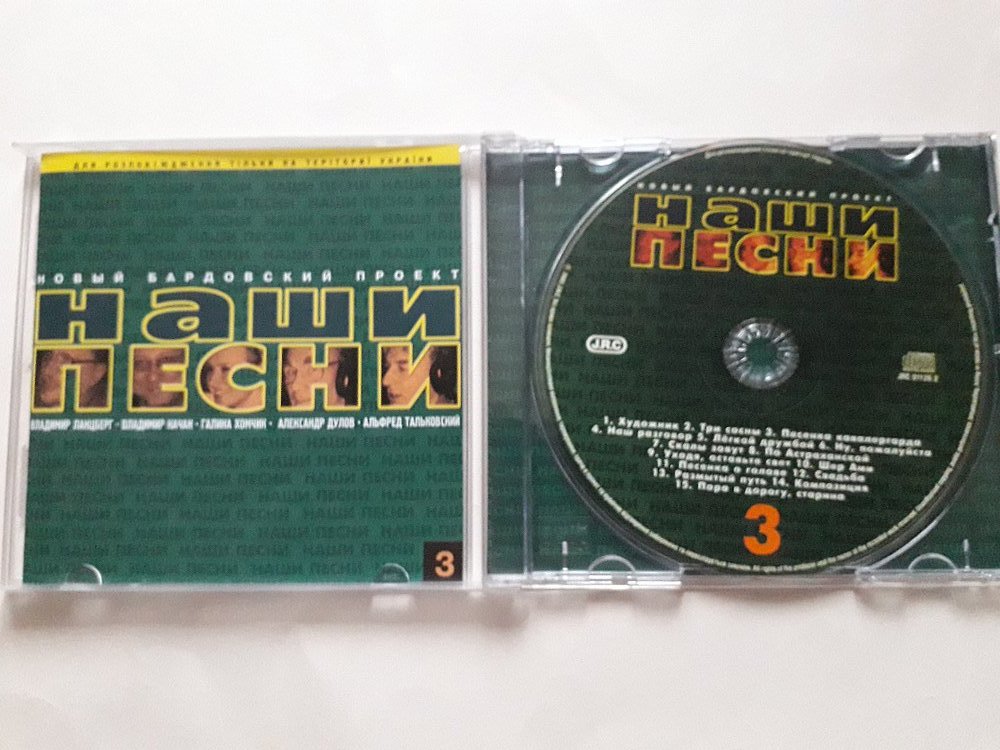 ДЛЯ РОЗПОВСЮДЖЕННЯ ТІЛЬКИ НА ТЕРІТОРІЇ УКРАЇНИ
НОВЫЙ БАРДОВСКИЙ ПРОЕКТ
наши
ПЕСНИ
ВЛАДИМИР ЛАНЦБЕРГ • ВЛАДИМИР КАЧАН • ГАЛИНА ХОМЧИК • АЛЕКСАНДР ДУЛОВ • АЛЬФРЕД ТАЛЬКОВСКИЙ
3
НОВЫЙ БАРДОВСКИЙ ПРОЕКТ
наши
ПЕСНИ
J.R.C
1. Художник 2. Три сосны 3. Песенка кавалергарда
4. Наш разговор 5. Лёгкой дружбой 6. Ну, пожалуйста
7. Скалы зовут 8. По Астраханской
9. Уходя, оставьте свет 10. Шер Ами
11. Песенка о голове 12. Свадьба
13. Размытый путь 14. Композиция
15. Пора в дорогу, старина
3